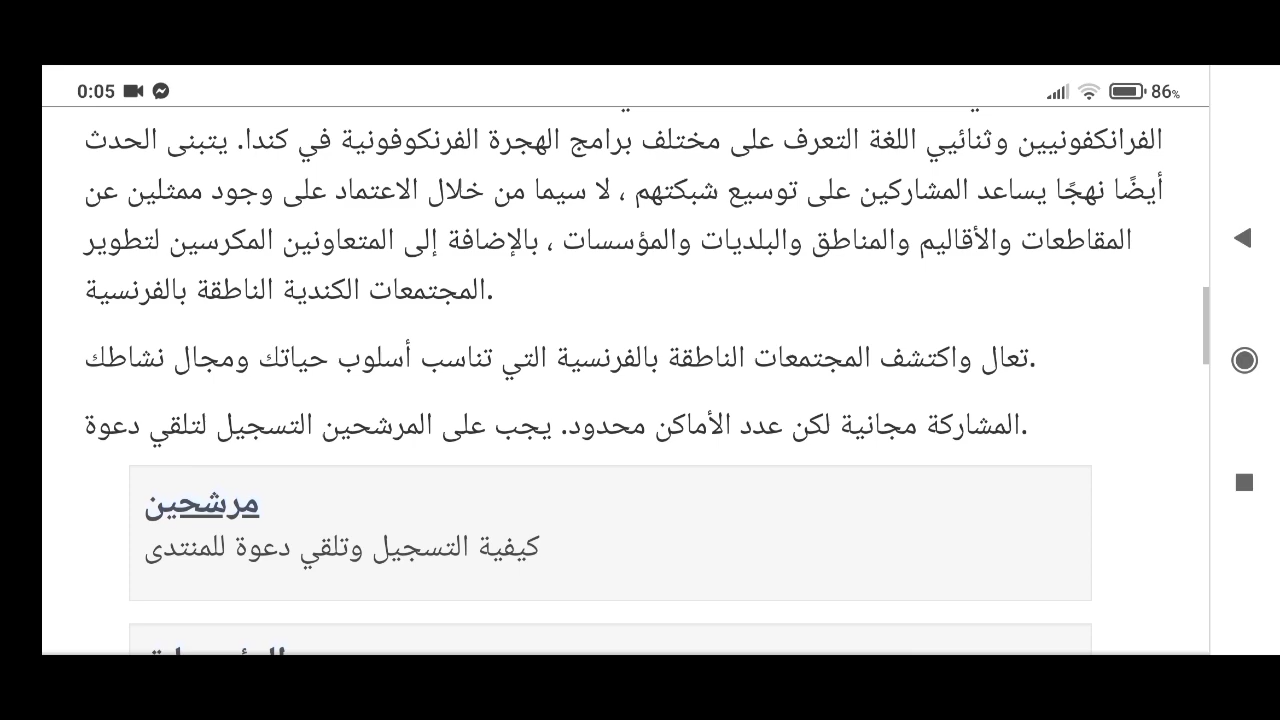 0:05
86%
الفرانكفونيين وثنائيي اللغة التعرف على مختلف برامج الهجرة الفرنكوفونية في كندا. يتبنى الحدث
أيضًا نهجًا يساعد المشاركين على توسيع شبكتهم ، لا سيما من خلال الاعتماد على وجود ممثلين عن
المقاطعات والأقاليم والمناطق والبلديات والمؤسسات ، بالإضافة إلى المتعاونين المكرسين لتطوير
المجتمعات الكندية الناطقة بالفرنسية.
تعال واكتشف المجتمعات الناطقة بالفرنسية التي تناسب أسلوب حياتك ومجال نشاطك.
المشاركة مجانية لكن عدد الأماكن محدود. يجب على المرشحين التسجيل لتلقي دعوة.
مرشحين
كيفية التسجيل وتلقي دعوة للمنتدى